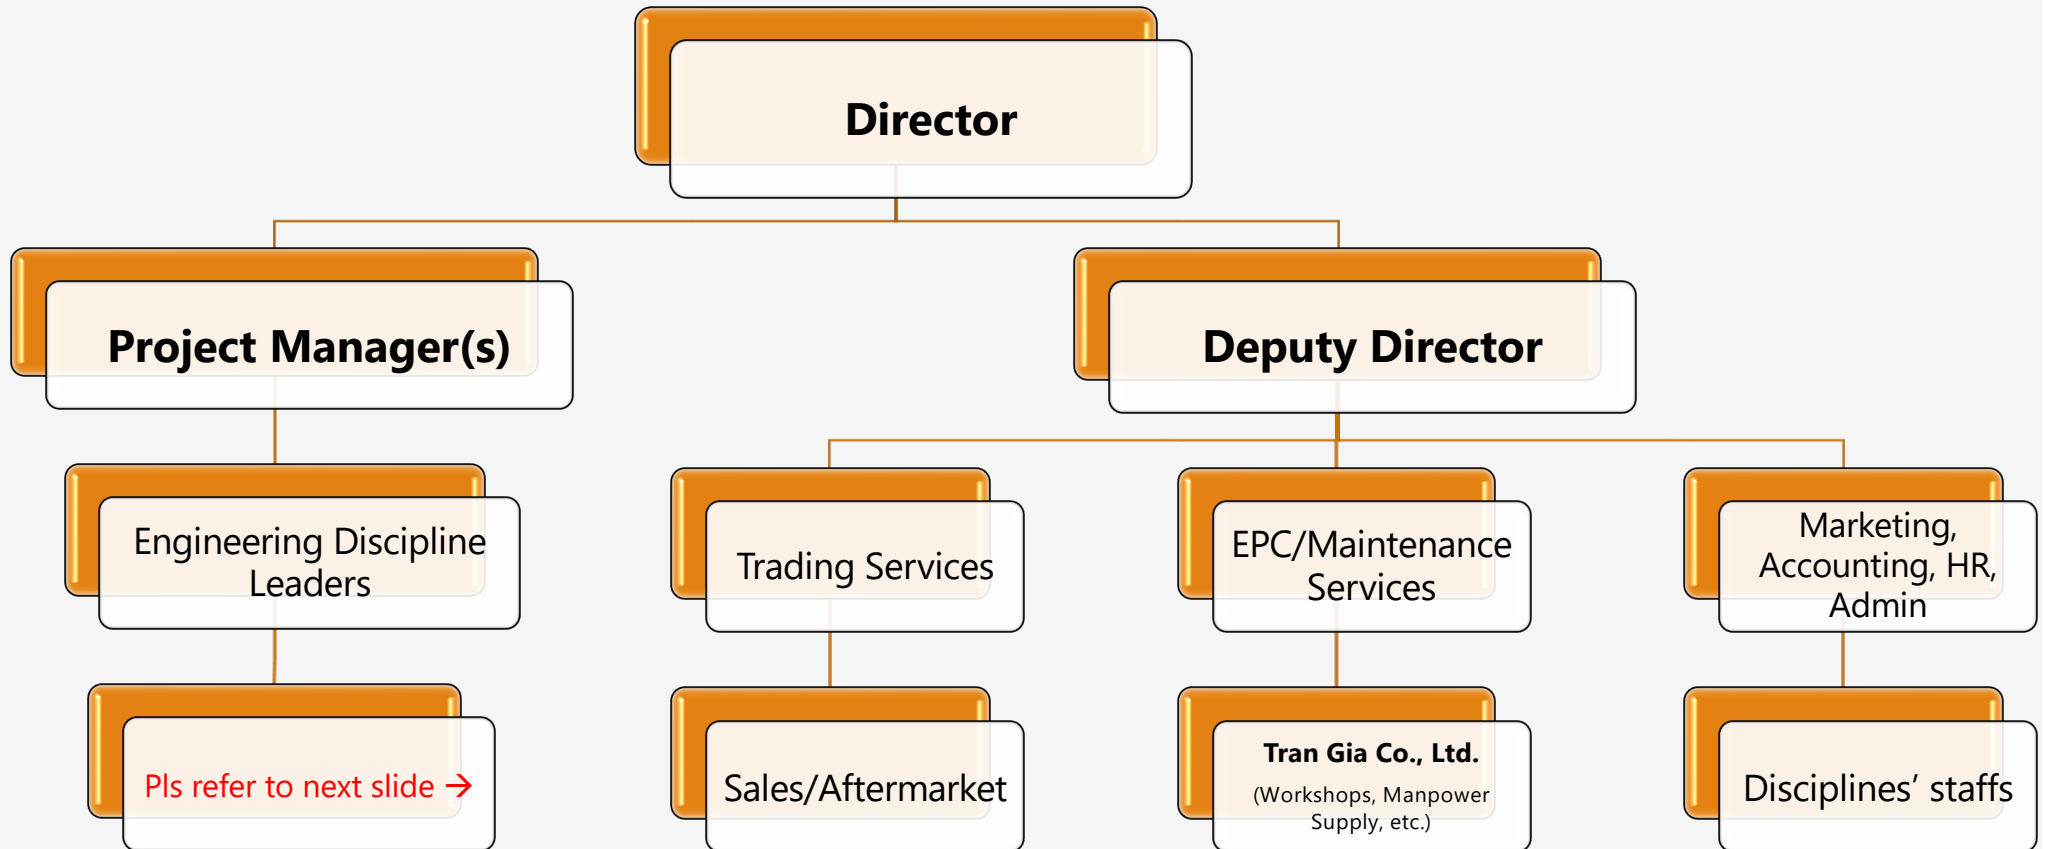 Director
Project Manager(s)
Deputy Director
Engineering Discipline
Leaders
Trading Services
EPC/Maintenance
Services
Marketing,
Accounting, HR,
Admin
Pls refer to next slide →
Sales/Aftermarket
Tran Gia Co., Ltd.
(Workshops, Manpower
Supply, etc.)
Disciplines’ staffs